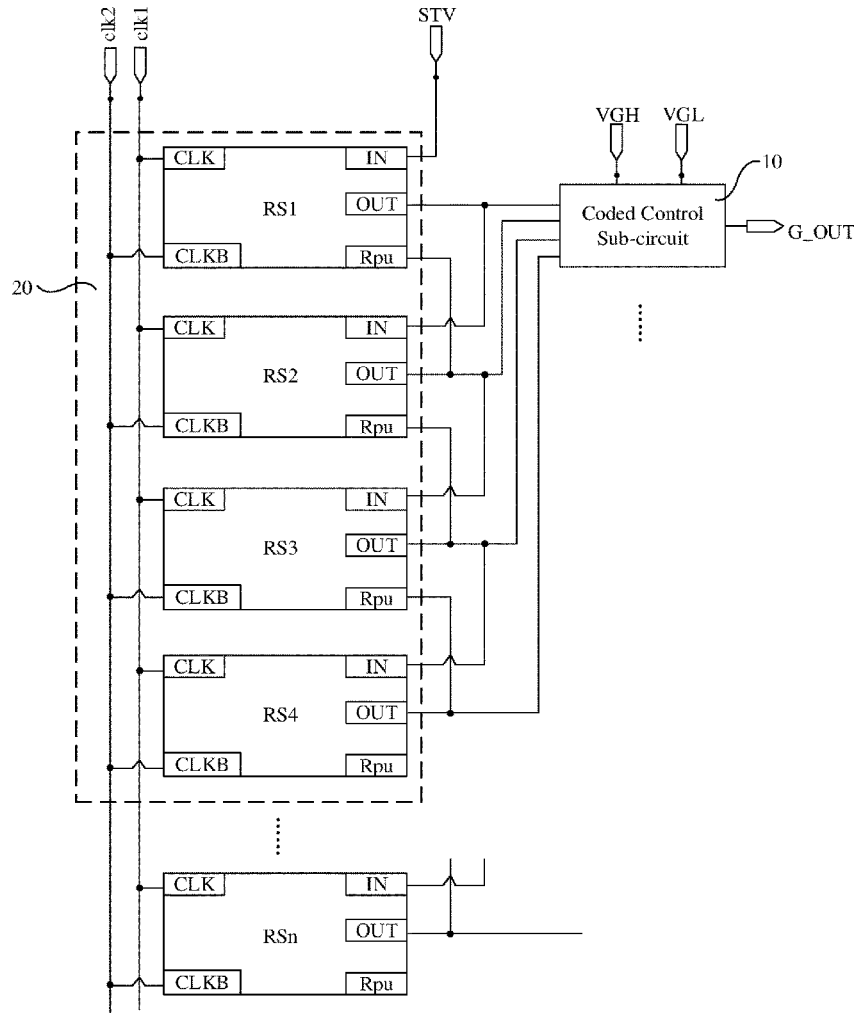 clk2
clk1
STV
VGH
VGL
10
CLK
IN
RS1
OUT
CLKB
Rpu
Coded Control
Sub-circuit
G_OUT
20
CLK
IN
RS2
OUT
CLKB
Rpu
CLK
IN
RS3
OUT
CLKB
Rpu
CLK
IN
RS4
OUT
CLKB
Rpu
CLK
IN
RSn
OUT
CLKB
Rpu